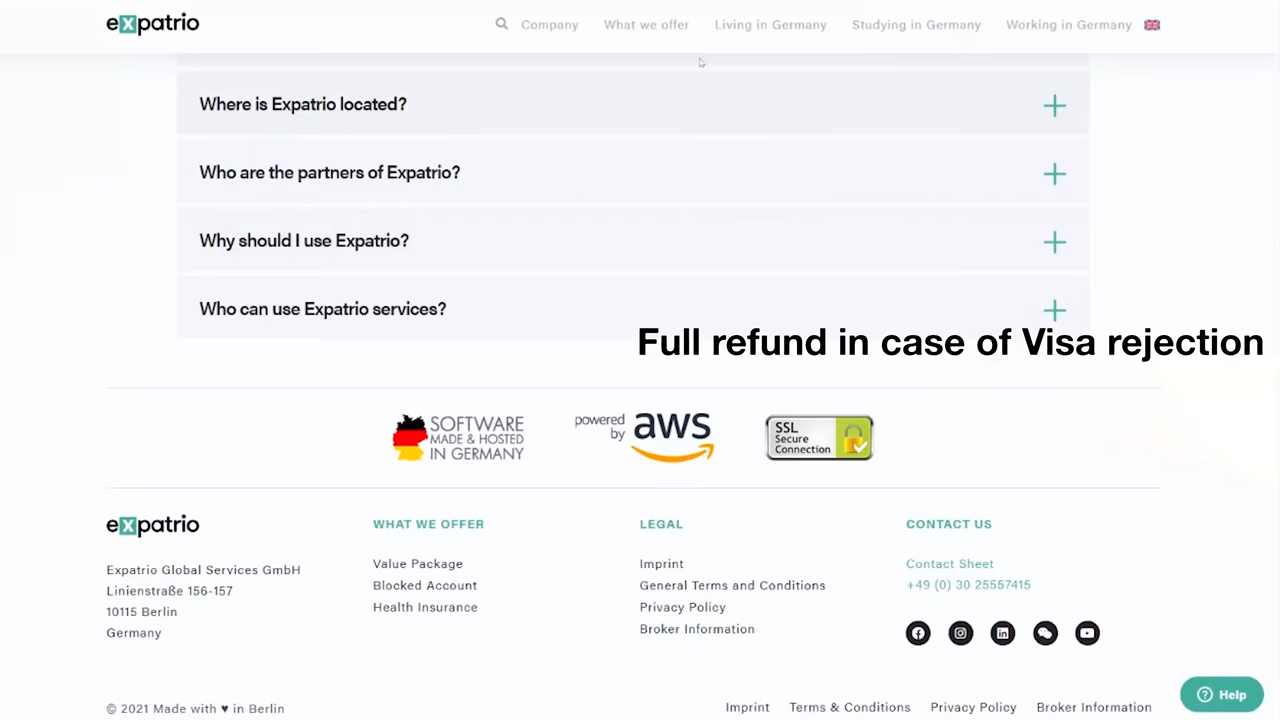 expatrio
Company What we offer Living in Germany Studying in Germany Working in Germany
Where is Expatrio located?
Who are the partners of Expatrio?
Why should I use Expatrio?
Who can use Expatrio services?
Full refund in case of Visa rejection
SOFTWARE
MADE & HOSTED
IN GERMANY
powered
by
aws
SSL
Secure
Connection
expatrio
Expatrio Global Services GmbH
Linienstraße 156-157
10115 Berlin
Germany
WHAT WE OFFER
Value Package
Blocked Account
Health Insurance
LEGAL
Imprint
General Terms and Conditions
Privacy Policy
Broker Information
CONTACT US
Contact Sheet
+49 (0) 30 25557415
© 2021 Made with ♥ in Berlin
Imprint Terms & Conditions Privacy Policy Broker Information
Help